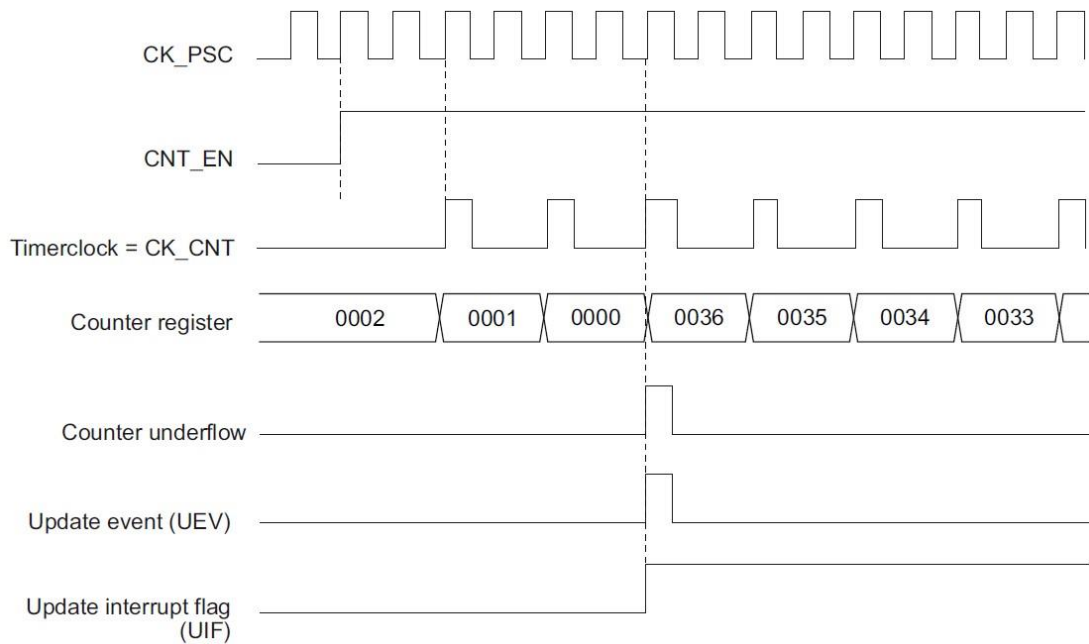 CK_PSC
CNT_EN
Timerclock = CK_CNT
Counter register 0002 0001 0000 0036 0035 0034 0033
Counter underflow
Update event (UEV)
Update interrupt flag
(UIF)